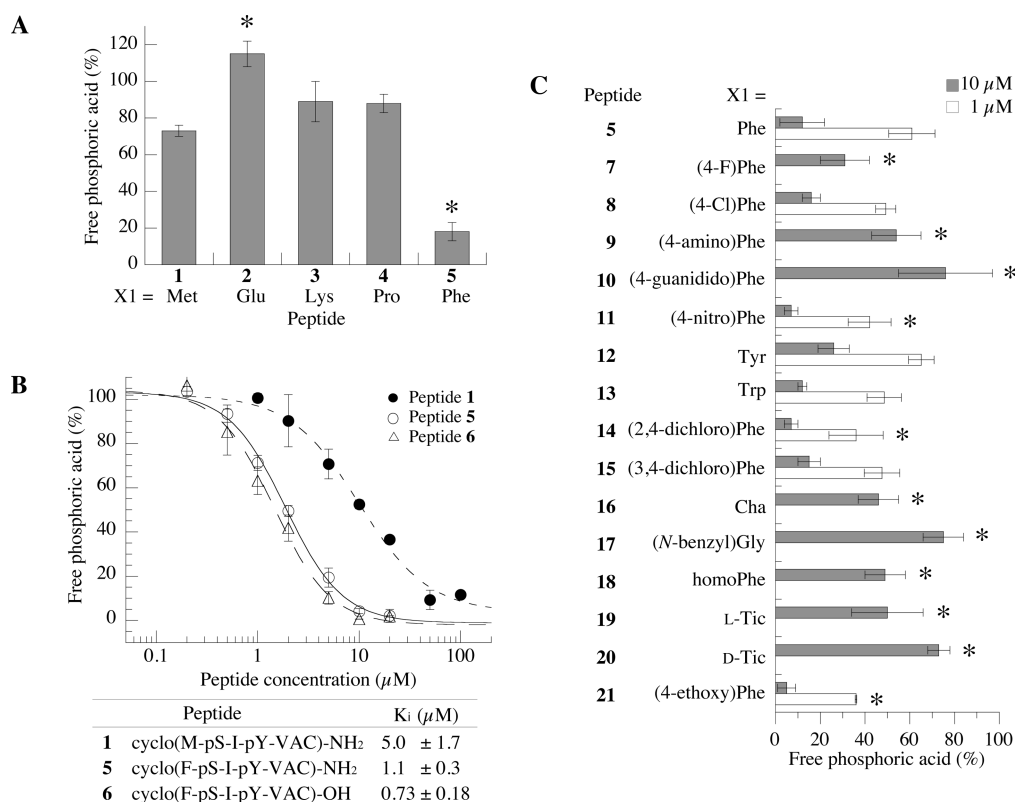 A
Free phosphoric acid (%)
120
100
80
60
40
20
0
*
*
1 2 3 4 5
X1 = Met Glu Lys Pro Phe
Peptide
B
Free phosphoric acid (%)
100
80
60
40
20
0
Peptide 1
Peptide 5
Peptide 6
0.1 1 10 100
Peptide concentration (µM)
Peptide Ki (µM)
1 cyclo(M-pS-I-pY-VAC)-NH2 5.0 ± 1.7
5 cyclo(F-pS-I-pY-VAC)-NH2 1.1 ± 0.3
6 cyclo(F-pS-I-pY-VAC)-OH 0.73 ± 0.18
C
Peptide X1 =
10 µM
1 µM
5 Phe
7 (4-F)Phe *
8 (4-Cl)Phe
9 (4-amino)Phe *
10 (4-guanidido)Phe *
11 (4-nitro)Phe *
12 Tyr
13 Trp
14 (2,4-dichloro)Phe *
15 (3,4-dichloro)Phe
16 Cha *
17 (N-benzyl)Gly *
18 homoPhe *
19 L-Tic *
20 D-Tic *
21 (4-ethoxy)Phe *
0 20 40 60 80 100
Free phosphoric acid (%)